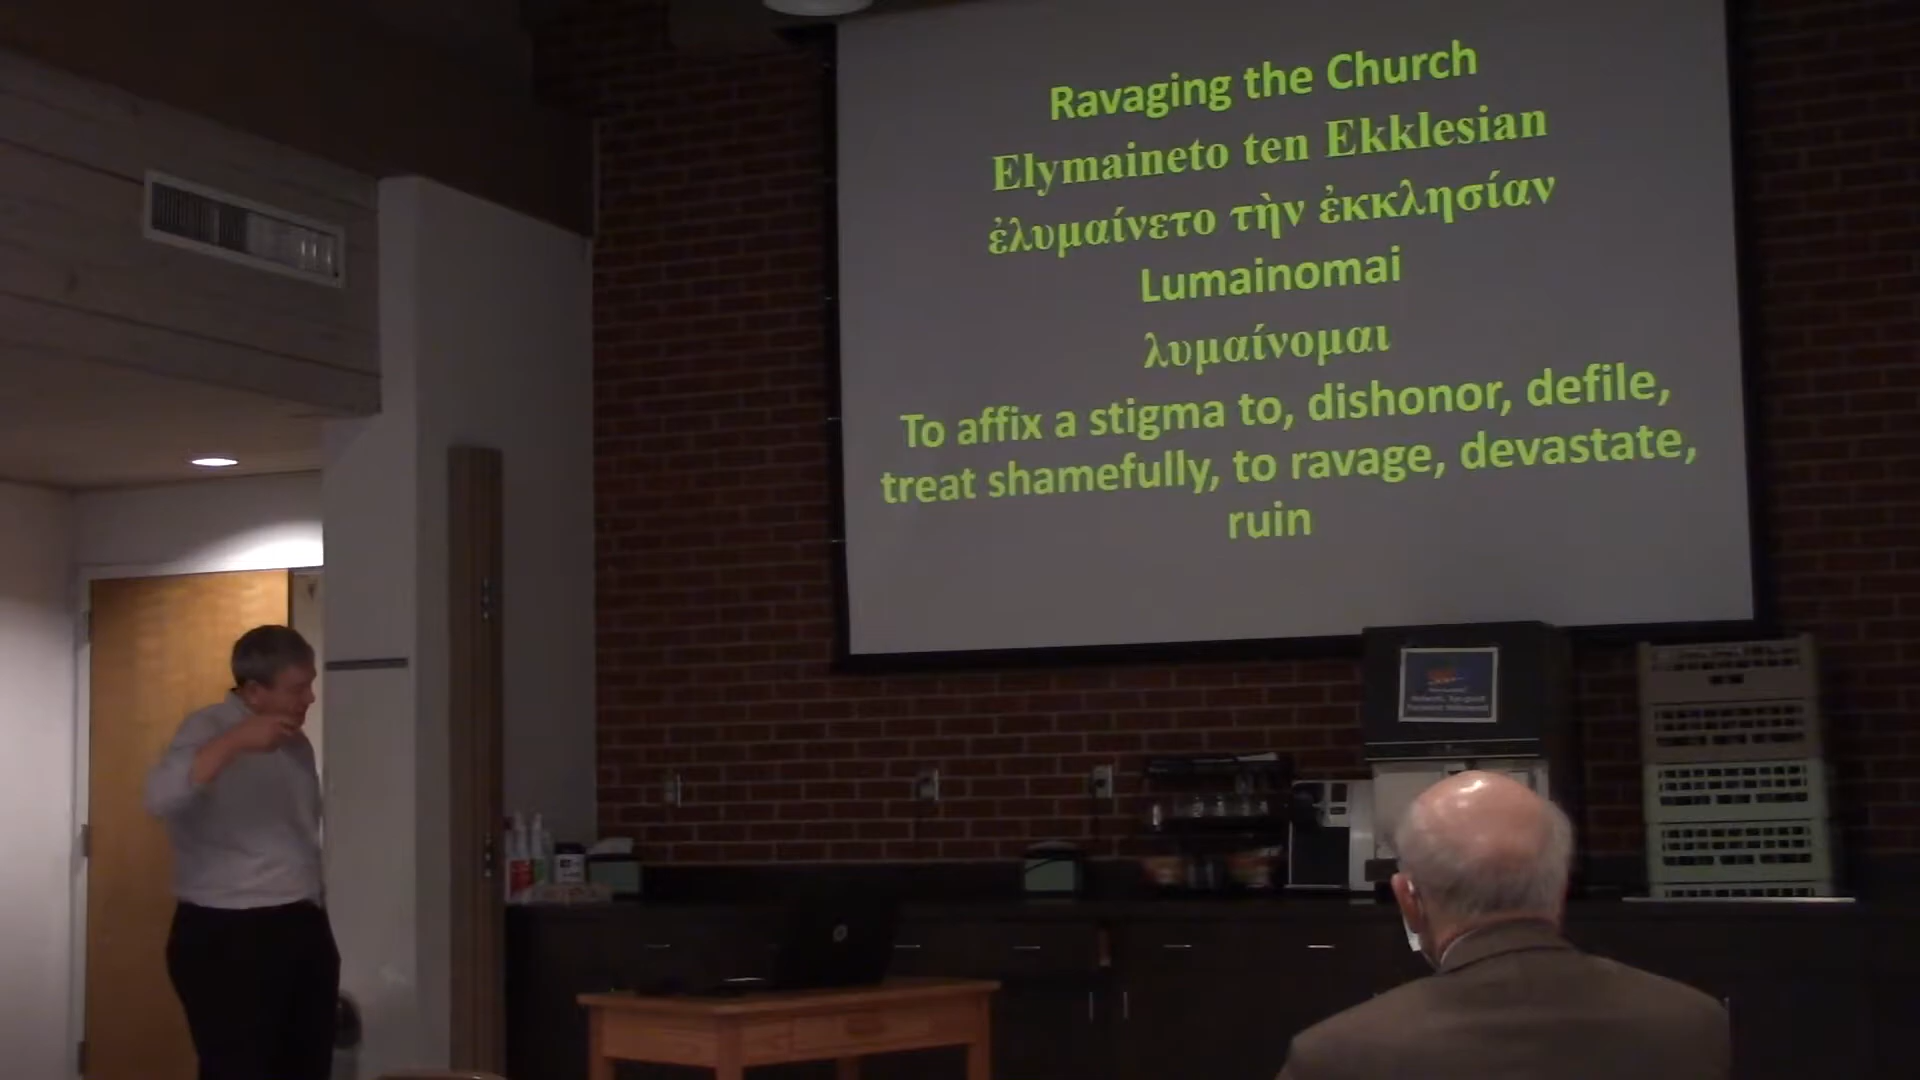 Ravaging the Church
Elymaineto ten Ekklesian
ἐλυμαίνετο τὴν ἐκκλησίαν
Lumainomai
λυμαίνομαι
To affix a stigma to, dishonor, defile,
treat shamefully, to ravage, devastate,
ruin